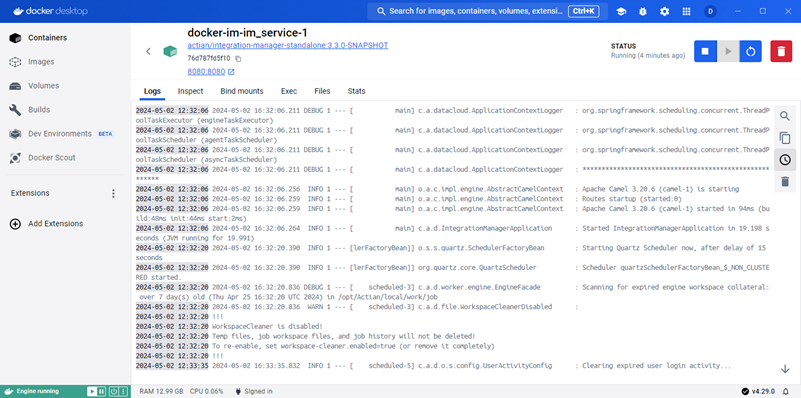 docker desktop
Search for images, containers, volumes, extensi...
Ctrl+K
D
Containers
Images
Volumes
Builds
Dev Environments BETA
Docker Scout
Extensions
Add Extensions
docker-im-im_service-1
actian/integration-manager-standalone:3.3.0-SNAPSHOT
76d787fd5f10
8080:8080
STATUS
Running (4 minutes ago)
Logs Inspect Bind mounts Exec Files Stats
2024-05-02 12:32:06 2024-05-02 16:32:06.211 DEBUG 1 --- [ main] c.a.datacloud.ApplicationContextLogger : org.springframework.scheduling.concurrent.ThreadP
oolTaskExecutor (engineTaskExecutor)
2024-05-02 12:32:06 2024-05-02 16:32:06.211 DEBUG 1 --- [ main] c.a.datacloud.ApplicationContextLogger : org.springframework.scheduling.concurrent.ThreadP
oolTaskScheduler (agentTaskScheduler)
2024-05-02 12:32:06 2024-05-02 16:32:06.211 DEBUG 1 --- [ main] c.a.datacloud.ApplicationContextLogger : org.springframework.scheduling.concurrent.ThreadP
oolTaskScheduler (asyncTaskScheduler)
2024-05-02 12:32:06 2024-05-02 16:32:06.211 DEBUG 1 --- [ main] c.a.datacloud.ApplicationContextLogger : **************************************************
******
2024-05-02 12:32:06 2024-05-02 16:32:06.256 INFO 1 --- [ main] o.a.c.impl.engine.AbstractCamelContext : Apache Camel 3.20.6 (camel-1) is starting
2024-05-02 12:32:06 2024-05-02 16:32:06.259 INFO 1 --- [ main] o.a.c.impl.engine.AbstractCamelContext : Routes startup (started:0)
2024-05-02 12:32:06 2024-05-02 16:32:06.259 INFO 1 --- [ main] o.a.c.impl.engine.AbstractCamelContext : Apache Camel 3.20.6 (camel-1) started in 94ms (bu
ild:48ms init:44ms start:2ms)
2024-05-02 12:32:06 2024-05-02 16:32:06.264 INFO 1 --- [ main] c.a.d.IntegrationManagerApplication : Started IntegrationManagerApplication in 19.198 s
econds (JVM running for 19.991)
2024-05-02 12:32:20 2024-05-02 16:32:20.390 INFO 1 --- [lerFactoryBean]] o.s.s.quartz.SchedulerFactoryBean : Starting Quartz Scheduler now, after delay of 15
seconds
2024-05-02 12:32:20 2024-05-02 16:32:20.390 INFO 1 --- [lerFactoryBean]] org.quartz.core.QuartzScheduler : Scheduler quartzSchedulerFactoryBean_$_NON_CLUSTE
RED started.
2024-05-02 12:32:20 2024-05-02 16:32:20.836 DEBUG 1 --- [ scheduled-3] c.a.d.worker.engine.EngineFacade : Scanning for expired engine workspace collateral:
over 7 day(s) old (Thu Apr 25 16:32:20 UTC 2024) in /opt/Actian/local/work/job
2024-05-02 12:32:20 2024-05-02 16:32:20.836 WARN 1 --- [ scheduled-3] c.a.d.file.WorkspaceCleanerDisabled :
2024-05-02 12:32:20 !!!
2024-05-02 12:32:20 WorkspaceCleaner is disabled!
2024-05-02 12:32:20 Temp files, job workspace files, and job history will not be deleted!
2024-05-02 12:32:20 To re-enable, set workspace-cleaner.enabled=true (or remove it completely)
2024-05-02 12:32:20 !!!
2024-05-02 12:33:35 2024-05-02 16:33:35.832 INFO 1 --- [ scheduled-5] c.a.d.o.s.config.UserActivityConfig : Clearing expired user login activity...
Engine running
RAM 12.99 GB CPU 0.06% Signed in
v4.29.0